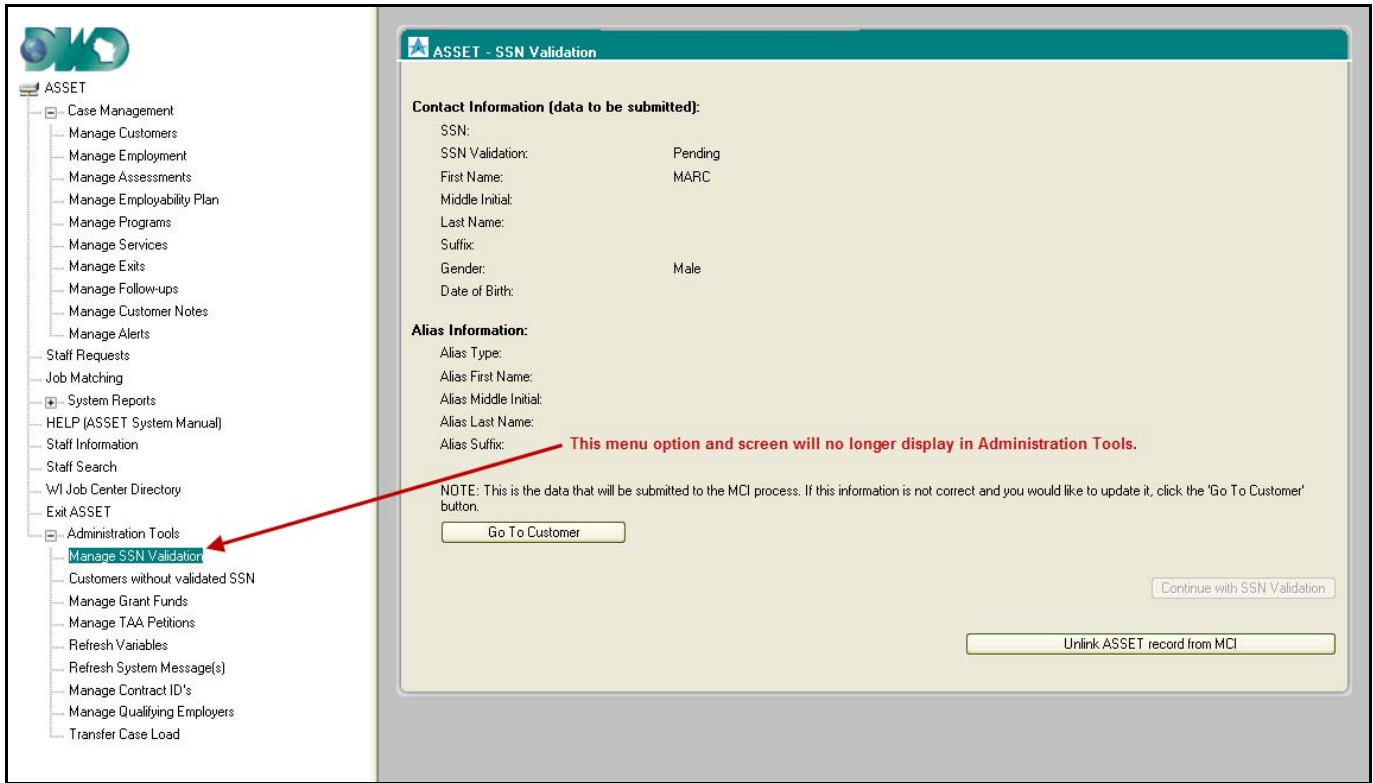 DWD
ASSET
Case Management
Manage Customers
Manage Employment
Manage Assessments
Manage Employability Plan
Manage Programs
Manage Services
Manage Exits
Manage Follow-ups
Manage Customer Notes
Manage Alerts
Staff Requests
Job Matching
System Reports
HELP (ASSET System Manual)
Staff Information
Staff Search
WI Job Center Directory
Exit ASSET
Administration Tools
Manage SSN Validation
Customers without validated SSN
Manage Grant Funds
Manage TAA Petitions
Refresh Variables
Refresh System Message(s)
Manage Contract ID's
Manage Qualifying Employers
Transfer Case Load
ASSET - SSN Validation
Contact Information (data to be submitted):
SSN:
SSN Validation: Pending
First Name: MARC
Middle Initial:
Last Name:
Suffix:
Gender: Male
Date of Birth:
Alias Information:
Alias Type:
Alias First Name:
Alias Middle Initial:
Alias Last Name:
Alias Suffix:
This menu option and screen will no longer display in Administration Tools.
NOTE: This is the data that will be submitted to the MCI process. If this information is not correct and you would like to update it, click the 'Go To Customer'
button.
Go To Customer
Continue with SSN Validation
Unlink ASSET record from MCI